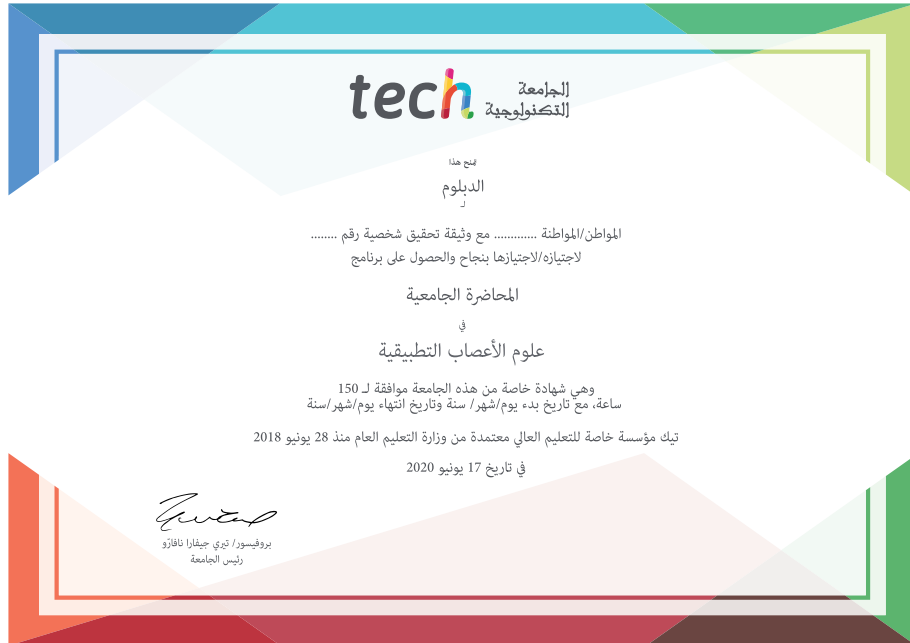 tech الجامعة
التكنولوجية
يُمنح هذا
الدبلوم
لـ
المواطن/المواطنة ............. مع وثيقة تحقيق شخصية رقم ........
لاجتيازه/لاجتيازها بنجاح والحصول على برنامج
المحاضرة الجامعية
في
علوم الأعصاب التطبيقية
وهي شهادة خاصة من هذه الجامعة موافقة لـ 150
ساعة، مع تاريخ بدء يوم/شهر/ سنة وتاريخ انتهاء يوم/شهر/سنة
تيك مؤسسة خاصة للتعليم العالي معتمدة من وزارة التعليم العام منذ 28 يونيو 2018
في تاريخ 17 يونيو 2020
بروفيسور/ تيري جيفارا نافارّو
رئيس الجامعة